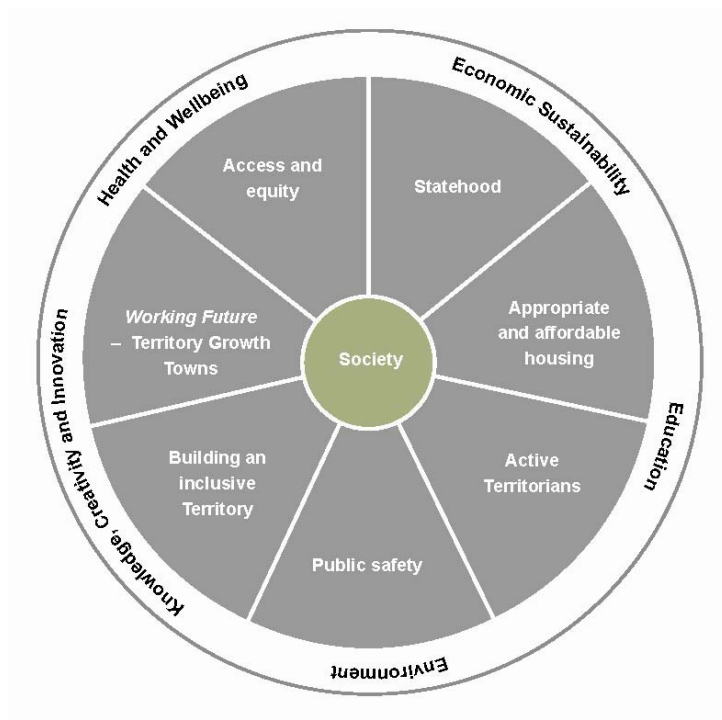 Health and Wellbeing
Economic Sustainability
Education
Environment
Knowledge, Creativity and Innovation
Access and
equity
Statehood
Appropriate
and affordable
housing
Active
Territorians
Public safety
Building an
inclusive
Territory
Working Future
– Territory Growth
Towns
Society